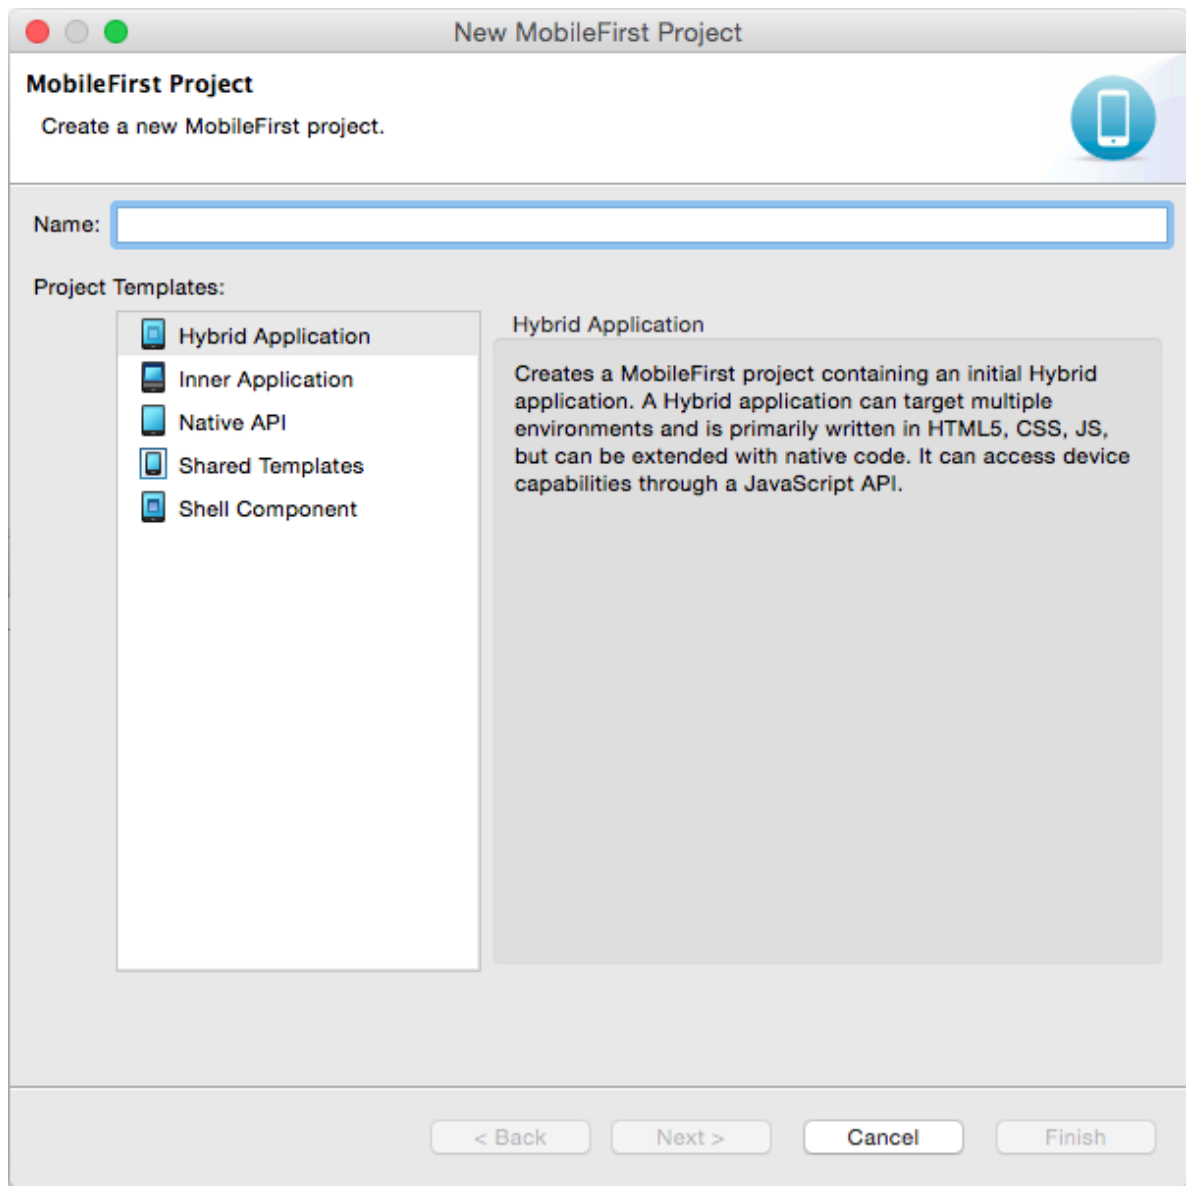 New MobileFirst Project
MobileFirst Project
Create a new MobileFirst project.
Name:
Project Templates:
Hybrid Application
Inner Application
Native API
Shared Templates
Shell Component
Hybrid Application
Creates a MobileFirst project containing an initial Hybrid
application. A Hybrid application can target multiple
environments and is primarily written in HTML5, CSS, JS,
but can be extended with native code. It can access device
capabilities through a JavaScript API.
< Back
Next >
Cancel
Finish